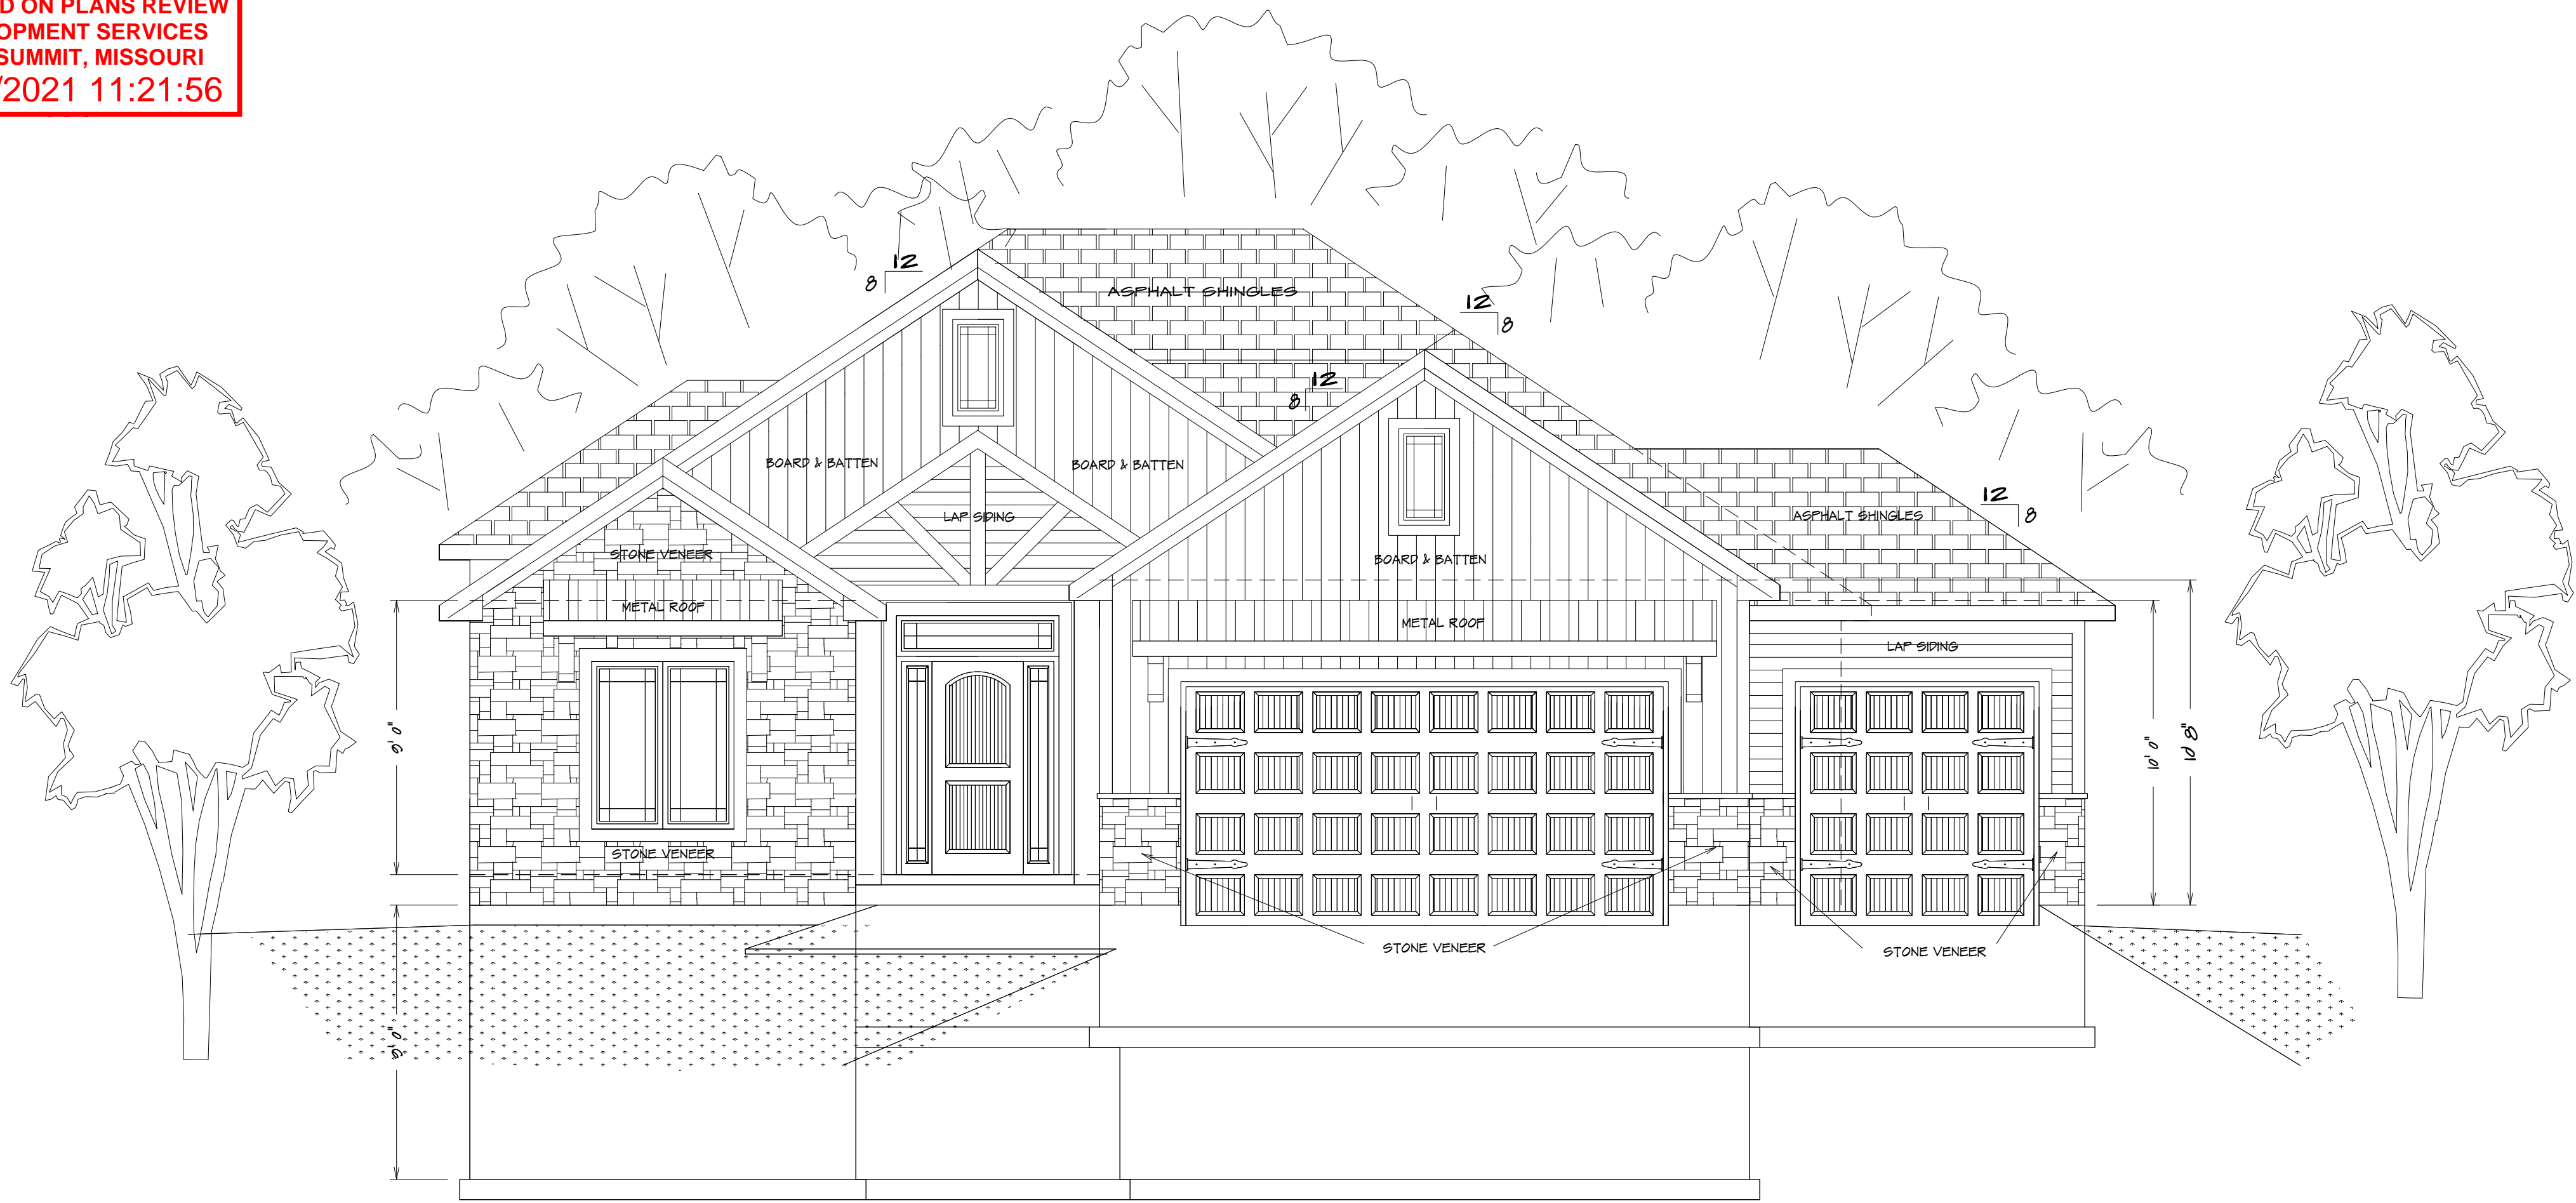 ON PLANS REVIEW
SERVICES
SUMMIT, MISSOURI
/2021 11:21:56
12
8
ASPHALT SHINGLES
12
8
12
8
BOARD & BATTEN
BOARD & BATTEN
12
8
LAP SIDING
ASPHALT SHINGLES
STONE VENEER
BOARD & BATTEN
METAL ROOF
METAL ROOF
LAP SIDING
9' 0"
10' 0"
10' 8"
STONE VENEER
STONE VENEER
STONE VENEER
9' 0"